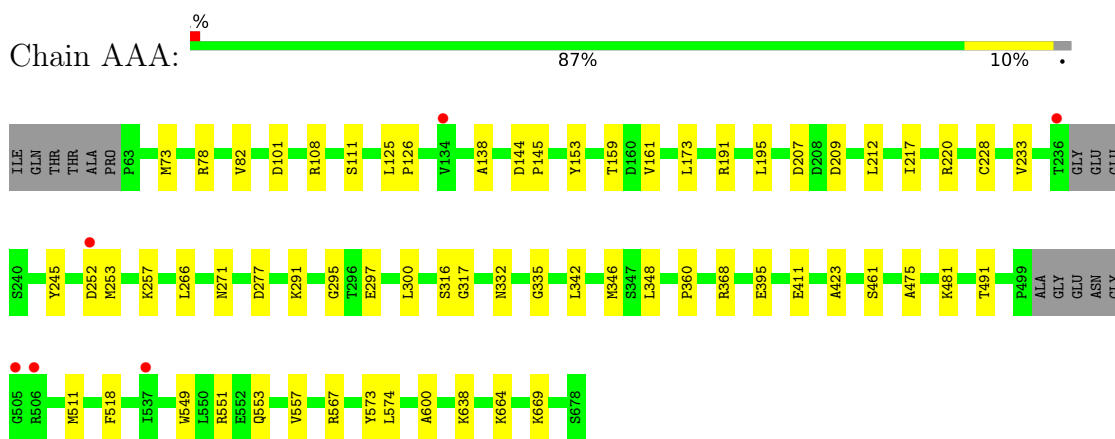 .%
Chain AAA:
87% 10% •
ILE GLN THR THR ALA PRO P63 M73 R78 V82 D101 R108 S111 L125 P126 V134 A138 D144 P145 Y153 T159 D160 V161 L173 R191 L195 D207 D208 D209 L212 I217 R220 C228 V233 T236 GLY GLU GLU
S240 Y245 D252 M253 K257 L266 N271 D277 K291 G295 T296 E297 L300 S316 G317 N332 G335 L342 M346 S347 L348 P360 R368 E395 E411 A423 S461 A475 K481 T491 P499 ALA GLY GLU ASN GLY
G505 R506 M511 F518 I537 W549 L550 R551 E552 Q553 V557 R567 Y573 L574 A600 K638 K664 K669 S678